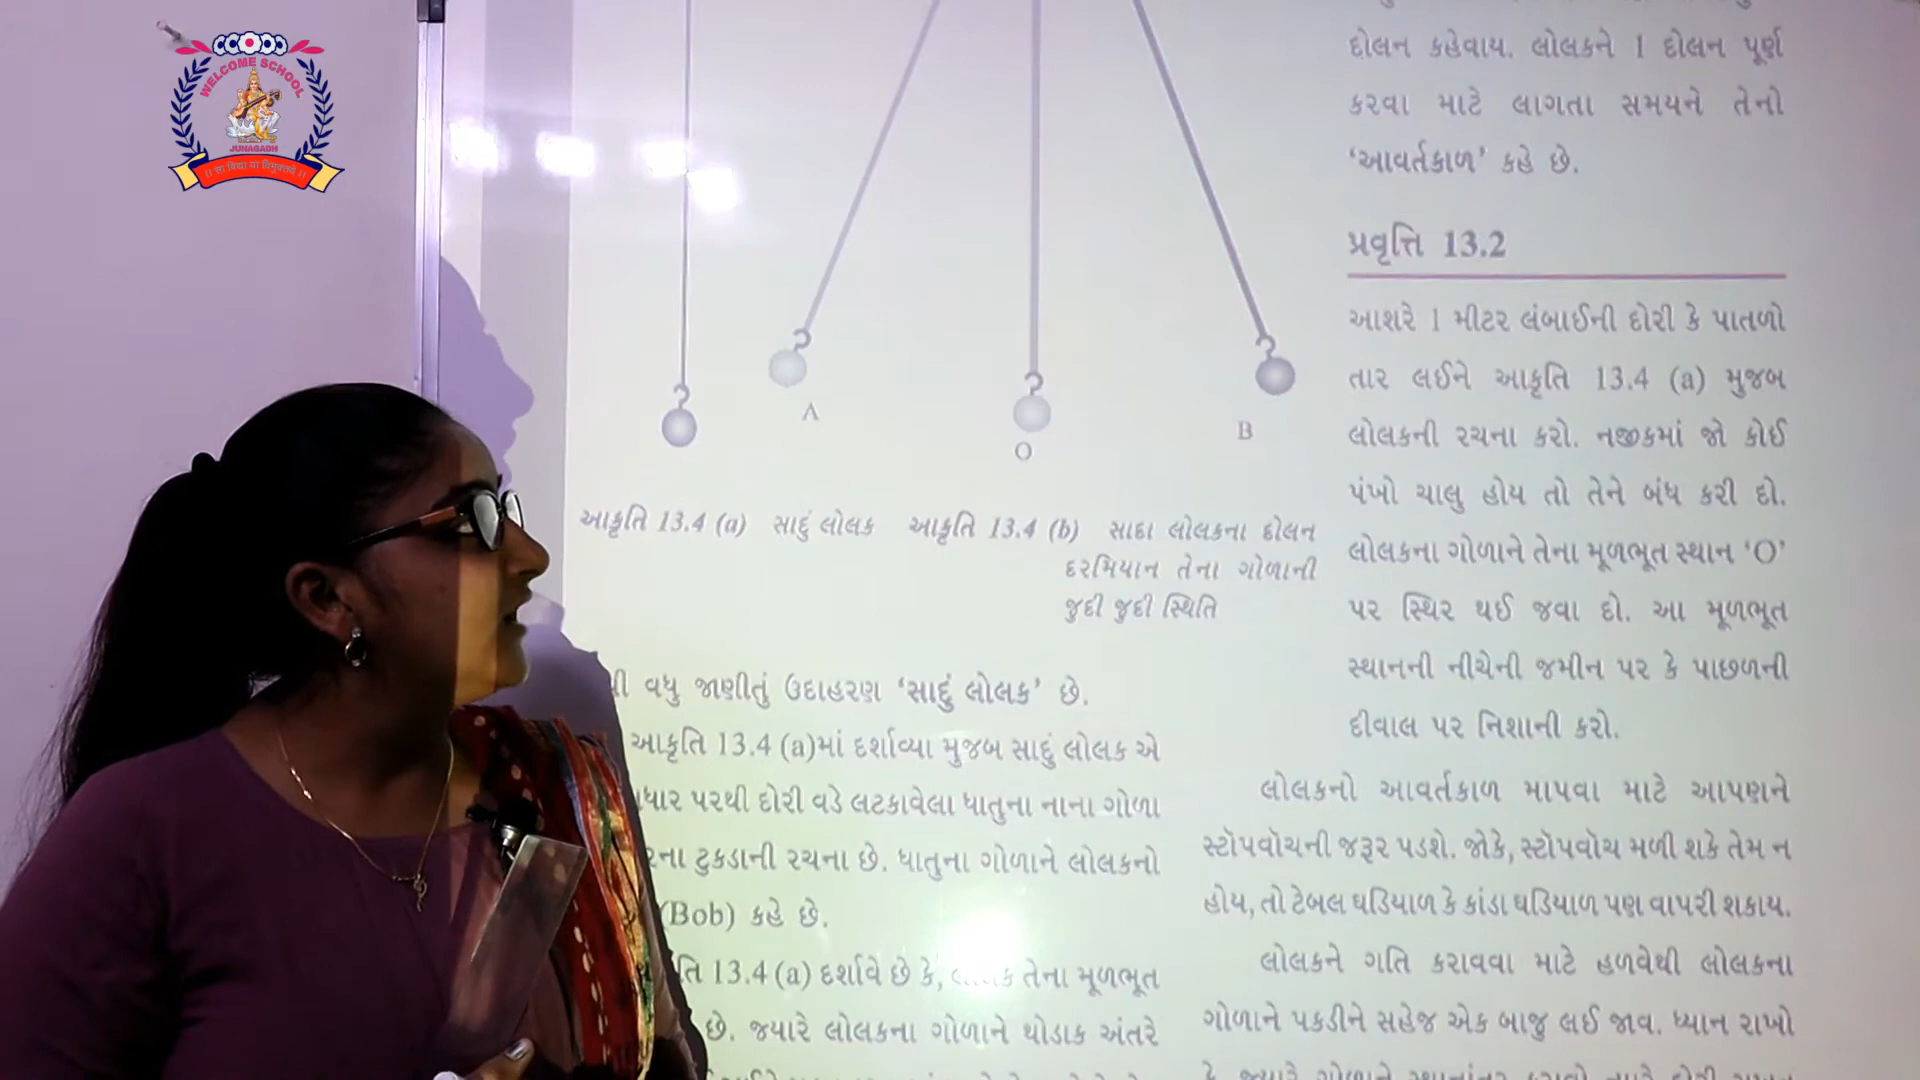 WELCOME SCHOOL
JUNAGADH
A
O
B
આકૃતિ 13.4 (a) સાદું લોલક
આકૃતિ 13.4 (b) સાદા લોલકના દોલન
દરમિયાન તેના ગોળાની
જુદી જુદી સ્થિતિ
વધુ જાણીતું ઉદાહરણ ‘સાદું લોલક’ છે.
આકૃતિ 13.4 (a)માં દર્શાવ્યા મુજબ સાદું લોલક એ
પરથી દોરી વડે લટકાવેલા ધાતુના નાના ગોળા
ટુકડાની રચના છે. ધાતુના ગોળાને લોલકનો
(Bob) કહે છે.
13.4 (a) દર્શાવે છે કે, તેના મૂળભૂત
છે. જ્યારે લોલકના ગોળાને થોડાક અંતરે
દોલન કહેવાય. લોલકને 1 દોલન પૂર્ણ
કરવા માટે લાગતા સમયને તેનો
‘આવર્તકાળ’ કહે છે.
પ્રવૃત્તિ 13.2
આશરે 1 મીટર લંબાઈની દોરી કે પાતળો
તાર લઈને આકૃતિ 13.4 (a) મુજબ
લોલકની રચના કરો. નજીકમાં જો કોઈ
પંખો ચાલુ હોય તો તેને બંધ કરી દો.
લોલકના ગોળાને તેના મૂળભૂત સ્થાન ‘O’
પર સ્થિર થઈ જવા દો. આ મૂળભૂત
સ્થાનની નીચેની જમીન પર કે પાછળની
દીવાલ પર નિશાની કરો.
લોલકનો આવર્તકાળ માપવા માટે આપણને
સ્ટૉપવૉચની જરૂર પડશે. જોકે, સ્ટૉપવૉચ મળી શકે તેમ ન
હોય, તો ટેબલ ઘડિયાળ કે કાંડા ઘડિયાળ પણ વાપરી શકાય.
લોલકને ગતિ કરાવવા માટે હળવેથી લોલકના
ગોળાને પકડીને સહેજ એક બાજુ લઈ જાવ. ધ્યાન રાખો